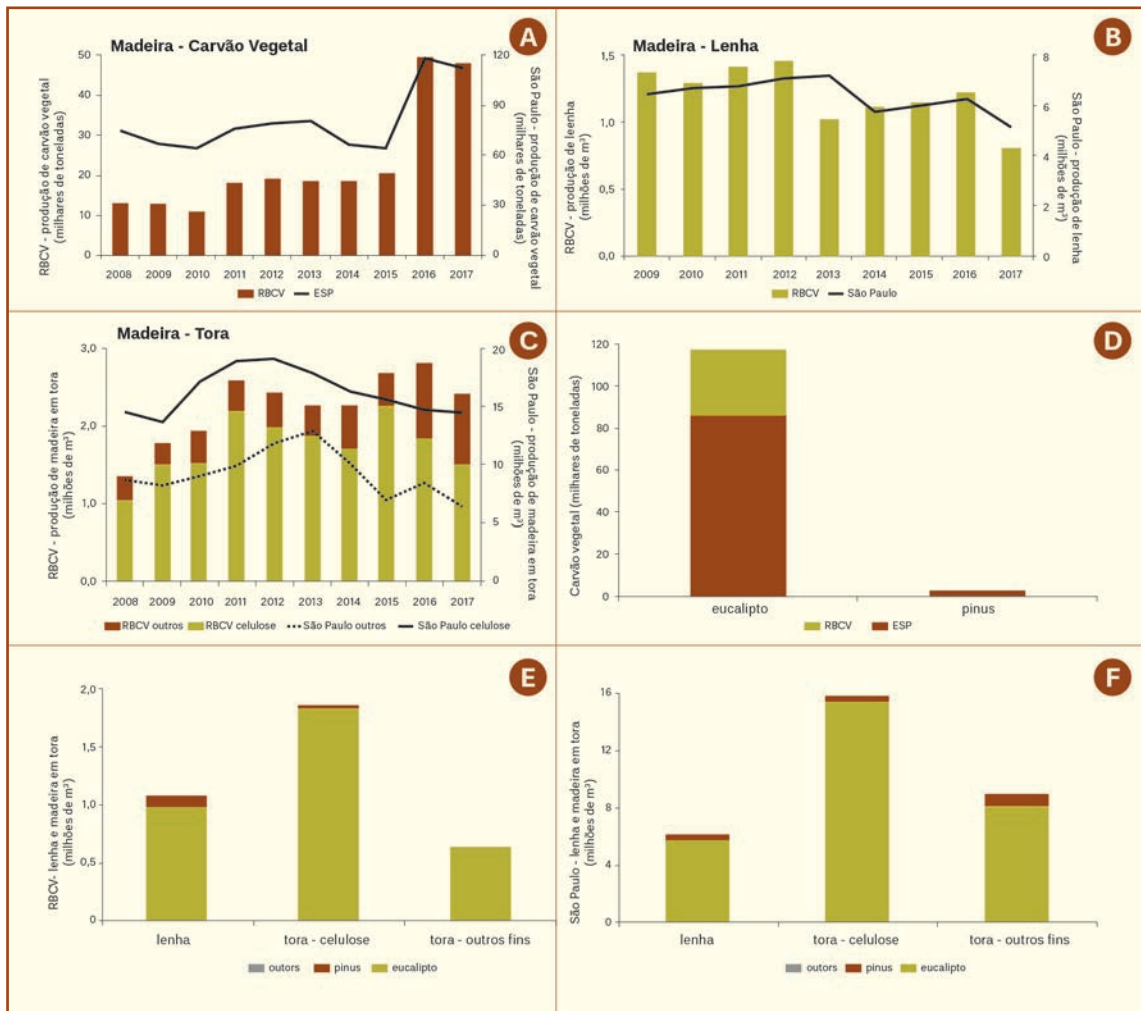 A
Madeira - Carvão Vegetal
RBCV - produção de carvão vegetal
(milhares de toneladas)
50
40
30
20
10
0
120
90
60
30
0
São Paulo - produção de carvão vegetal
(milhares de toneladas)
2008 2009 2010 2011 2012 2013 2014 2015 2016 2017
RBCV ESP
B
Madeira - Lenha
RBCV - produção de leenha
(milhões de m³)
1,5
1,0
0,5
0,0
8
6
4
2
0
São Paulo - produção de lenha
(milhões de m³)
2009 2010 2011 2012 2013 2014 2015 2016 2017
RBCV São Paulo
C
Madeira - Tora
RBCV - produção de madeira em tora
(milhões de m³)
3,0
2,0
1,0
0,0
20
15
10
5
0
São Paulo - produção de madeira em tora
(milhões de m³)
2008 2009 2010 2011 2012 2013 2014 2015 2016 2017
RBCV outros RBCV celulose São Paulo outros São Paulo celulose
D
Carvão vegetal (milhares de toneladas)
120
100
80
60
40
20
0
eucalipto pinus
RBCV ESP
E
RBCV- lenha e madeira em tora
(milhões de m³)
2,0
1,5
1,0
0,5
0
lenha tora - celulose tora - outros fins
outors pinus eucalipto
F
São Paulo - lenha e madeira em tora
(milhões de m³)
16
12
8
4
0
lenha tora - celulose tora - outros fins
outors pinus eucalipto